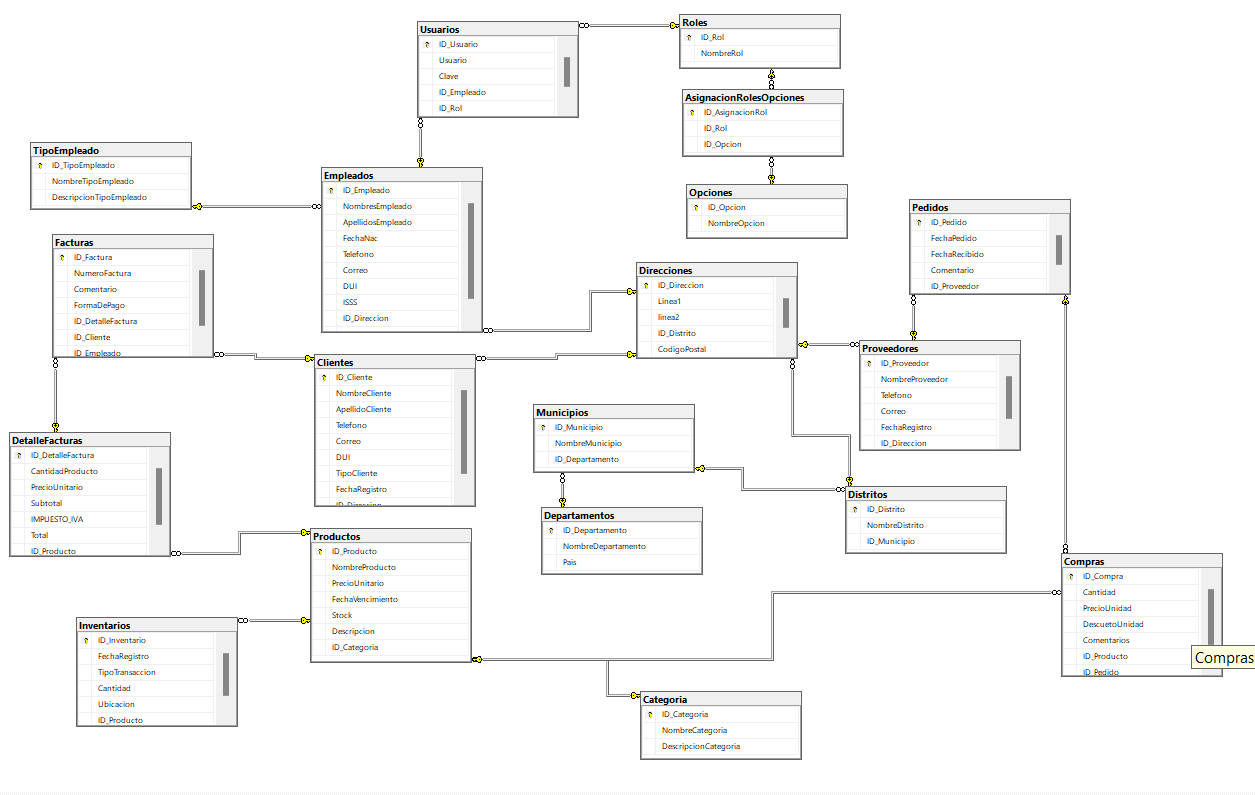 Usuarios
ID_Usuario
Usuario
Clave
ID_Empleado
ID_Rol
Roles
ID_Rol
NombreRol
AsignacionRolesOpciones
ID_AsignacionRol
ID_Rol
ID_Opcion
Opciones
ID_Opcion
NombreOpcion
TipoEmpleado
ID_TipoEmpleado
NombreTipoEmpleado
DescripcionTipoEmpleado
Empleados
ID_Empleado
NombresEmpleado
ApellidosEmpleado
FechaNac
Telefono
Correo
DUI
ISSS
ID_Direccion
Pedidos
ID_Pedido
FechaPedido
FechaRecibido
Comentario
ID_Proveedor
Facturas
ID_Factura
NumeroFactura
Comentario
FormaDePago
ID_DetalleFactura
ID_Cliente
ID_Empleado
Direcciones
ID_Direccion
Linea1
linea2
ID_Distrito
CodigoPostal
Proveedores
ID_Proveedor
NombreProveedor
Telefono
Correo
FechaRegistro
ID_Direccion
Clientes
ID_Cliente
NombreCliente
ApellidoCliente
Telefono
Correo
DUI
TipoCliente
FechaRegistro
ID_Direccion
Municipios
ID_Municipio
NombreMunicipio
ID_Departamento
DetalleFacturas
ID_DetalleFactura
CantidadProducto
PrecioUnitario
Subtotal
IMPUESTO_IVA
Total
ID_Producto
Distritos
ID_Distrito
NombreDistrito
ID_Municipio
Departamentos
ID_Departamento
NombreDepartamento
Pais
Productos
ID_Producto
NombreProducto
PrecioUnitario
FechaVencimiento
Stock
Descripcion
ID_Categoria
Compras
ID_Compra
Cantidad
PrecioUnidad
DescuetoUnidad
Comentarios
ID_Producto
ID_Pedido
Compras
Inventarios
ID_Inventario
FechaRegistro
TipoTransaccion
Cantidad
Ubicacion
ID_Producto
Categoria
ID_Categoria
NombreCategoria
DescripcionCategoria